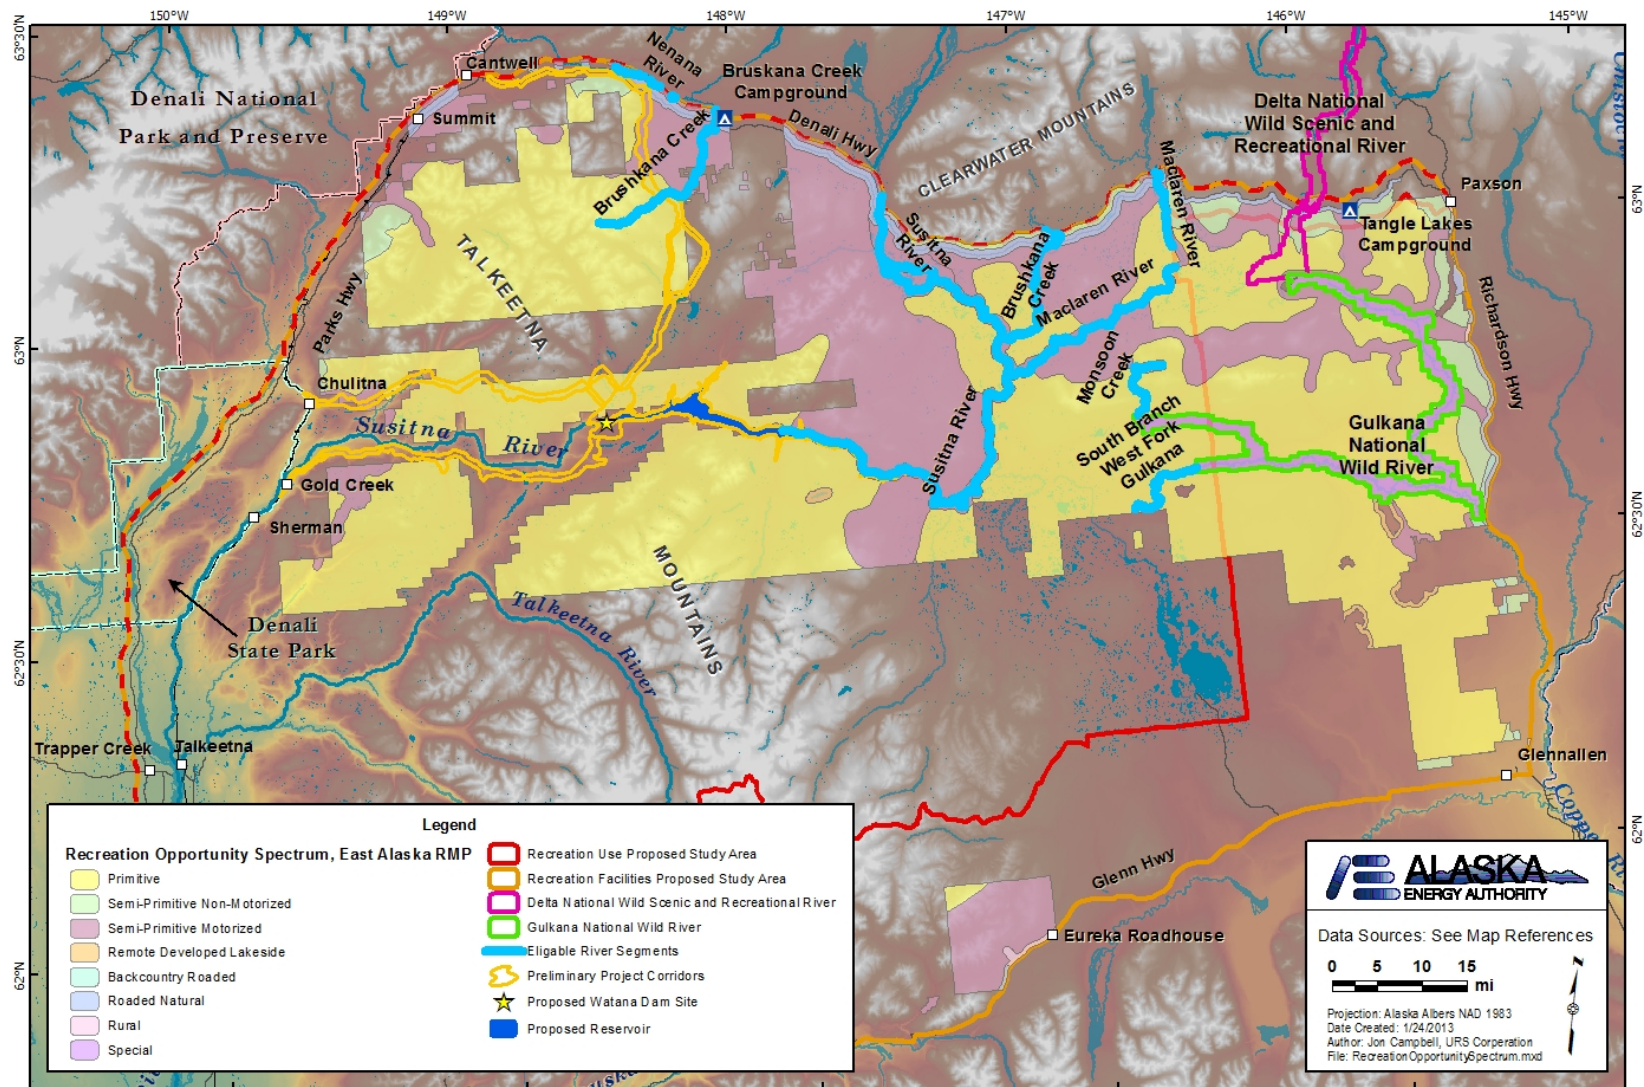 150°W
149°W
148°W
147°W
146°W
145°W
63°30'N
63°N
62°30'N
62°N
63°N
62°30'N
62°N
Cantwell
Nenana
River
Bruskana Creek
Campground
Denali National
Park and Preserve
Summit
Brushkana Creek
Denali Hwy
CLEARWATER MOUNTAINS
Delta National
Wild Scenic and
Recreational River
Maclaren River
Paxson
Tangle Lakes
Campground
Susitna
River
TALKEETNA
Parks Hwy
Brushkana
Creek
Maclaren River
Richardson Hwy
Chulitna
Monsoon
Creek
Susitna
River
Susitna River
South Branch
West Fork
Gulkana
Gulkana
National
Wild River
Gold Creek
Sherman
MOUNTAINS
Talkeetna
River
Denali
State Park
Trapper Creek
Talkeetna
Glennallen
Glenn Hwy
Eureka Roadhouse
Legend
Recreation Opportunity Spectrum, East Alaska RMP
Primitive
Semi-Primitive Non-Motorized
Semi-Primitive Motorized
Remote Developed Lakeside
Backcountry Roaded
Roaded Natural
Rural
Special
Recreation Use Proposed Study Area
Recreation Facilities Proposed Study Area
Delta National Wild Scenic and Recreational River
Gulkana National Wild River
Eligable River Segments
Preliminary Project Corridors
Proposed Watana Dam Site
Proposed Reservoir
ALASKA
ENERGY AUTHORITY
Data Sources: See Map References
0 5 10 15
mi
N
Projection: Alaska Albers NAD 1983
Date Created: 1/24/2013
Author: Jon Campbell, URS Corperation
File: RecreationOpportunitySpectrum.mxd